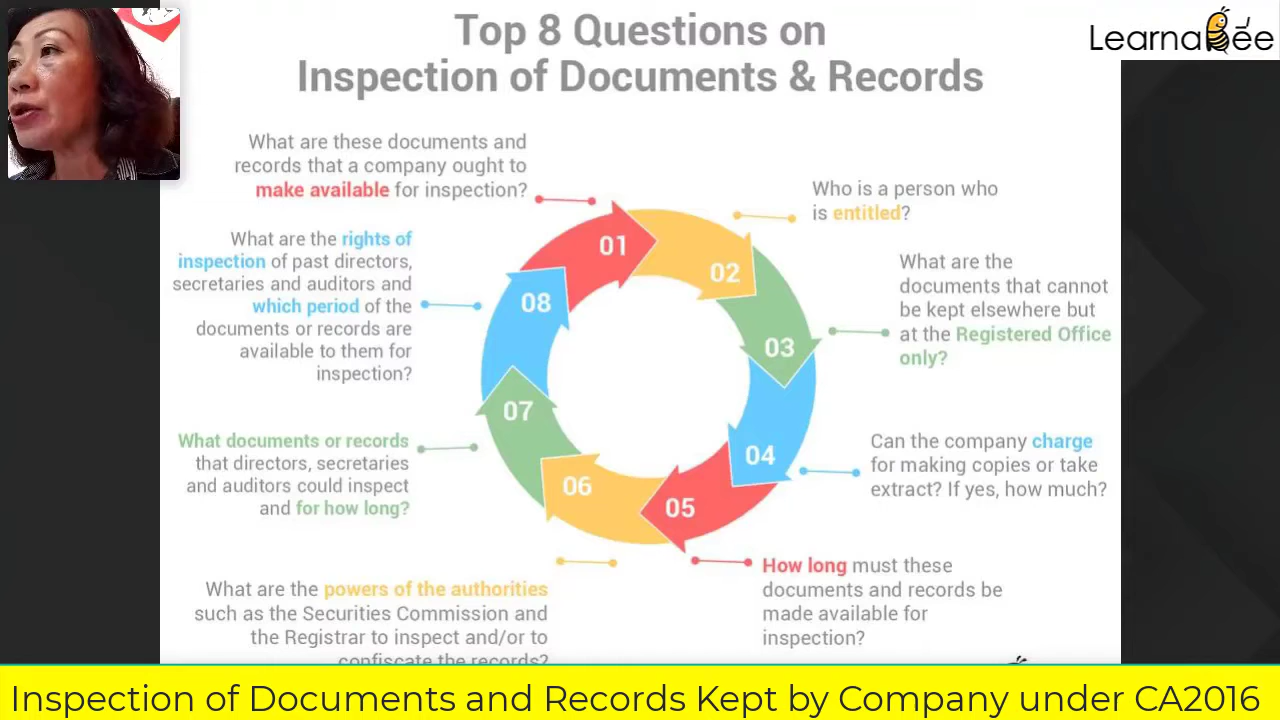 Top 8 Questions on
Inspection of Documents & Records
LearnaBee
What are these documents and
records that a company ought to
make available for inspection?
01
Who is a person who
is entitled?
02
What are the
documents that cannot
be kept elsewhere but
at the Registered Office
only?
03
Can the company charge
for making copies or take
extract? If yes, how much?
04
How long must these
documents and records be
made available for
inspection?
05
What are the powers of the authorities
such as the Securities Commission and
the Registrar to inspect and/or to
confiscate the records?
06
What documents or records
that directors, secretaries
and auditors could inspect
and for how long?
07
What are the rights of
inspection of past directors,
secretaries and auditors and
which period of the
documents or records are
available to them for
inspection?
08
Inspection of Documents and Records Kept by Company under CA2016